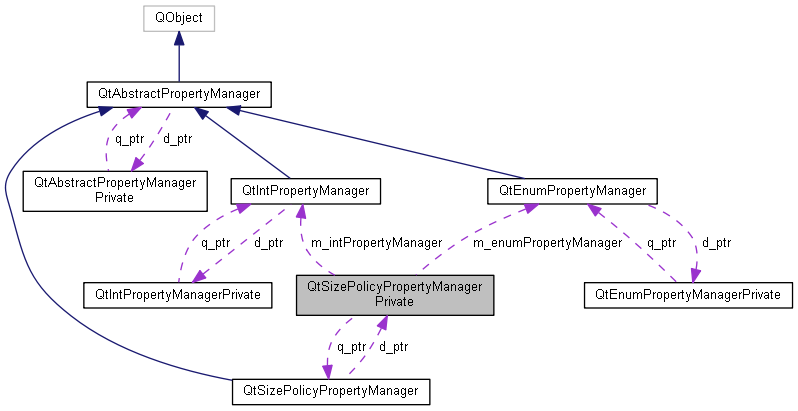 QObject
QtAbstractPropertyManager
q_ptr
d_ptr
QtAbstractPropertyManager
Private
QtIntPropertyManager
QtEnumPropertyManager
q_ptr
d_ptr
m_intPropertyManager
m_enumPropertyManager
q_ptr
d_ptr
QtIntPropertyManagerPrivate
QtSizePolicyPropertyManager
Private
QtEnumPropertyManagerPrivate
q_ptr
d_ptr
QtSizePolicyPropertyManager